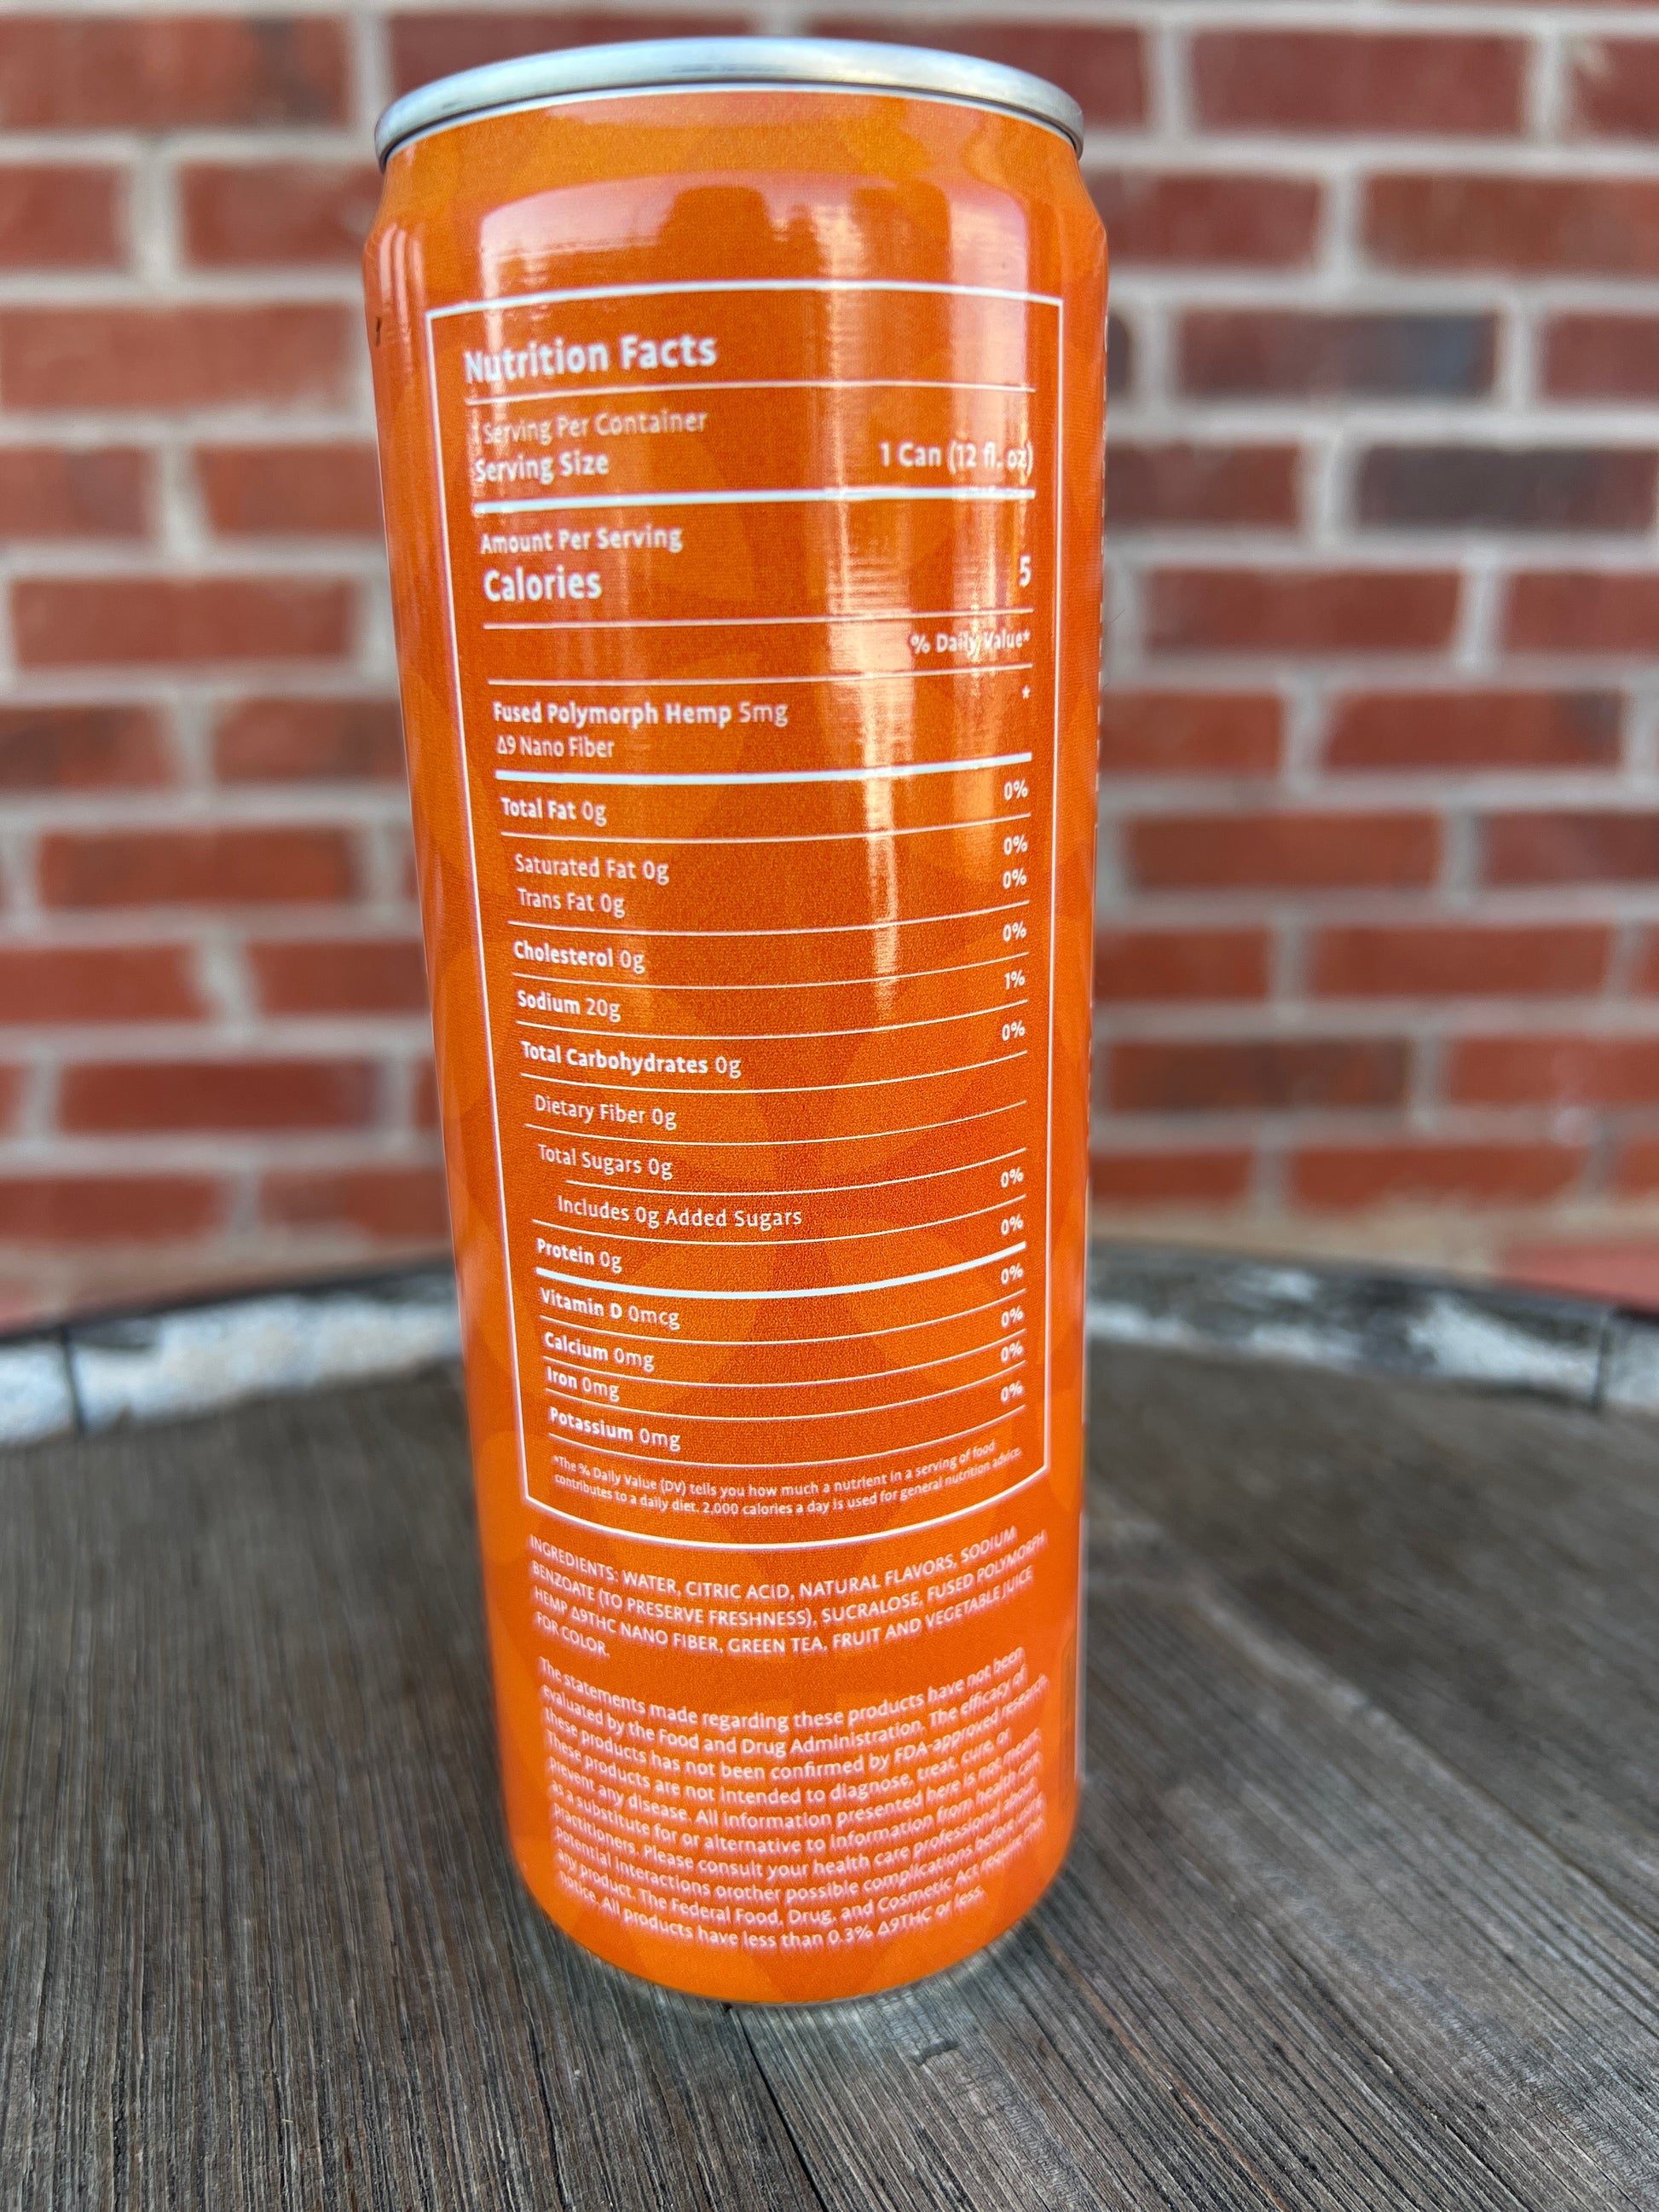 Nutrition Facts
1 Serving Per Container
Serving Size 1 Can (12 fl. oz)
Amount Per Serving
Calories 5
% Daily Value*
Fused Polymorph Hemp 5mg *
Δ9 Nano Fiber
Total Fat 0g 0%
Saturated Fat 0g 0%
Trans Fat 0g 0%
Cholesterol 0g 0%
Sodium 20g 1%
Total Carbohydrates 0g 0%
Dietary Fiber 0g
Total Sugars 0g
Includes 0g Added Sugars 0%
Protein 0g 0%
Vitamin D 0mcg 0%
Calcium 0mg 0%
Iron 0mg 0%
Potassium 0mg 0%
*The % Daily Value (DV) tells you how much a nutrient in a serving of food
contributes to a daily diet. 2,000 calories a day is used for general nutrition advice.
INGREDIENTS: WATER, CITRIC ACID, NATURAL FLAVORS, SODIUM
BENZOATE (TO PRESERVE FRESHNESS), SUCRALOSE, FUSED POLYMORPH
HEMP Δ9THC NANO FIBER, GREEN TEA, FRUIT AND VEGETABLE JUICE
FOR COLOR.
The statements made regarding these products have not been
evaluated by the Food and Drug Administration. The efficacy of
these products has not been confirmed by FDA-approved research.
These products are not intended to diagnose, treat, cure, or
prevent any disease. All information presented here is not meant
as a substitute for or alternative to information from health care
practitioners. Please consult your health care professional about
potential interactions orother possible complications before
any product. The Federal Food, Drug, and Cosmetic Act require
notice. All products have less than 0.3% Δ9THC or less.